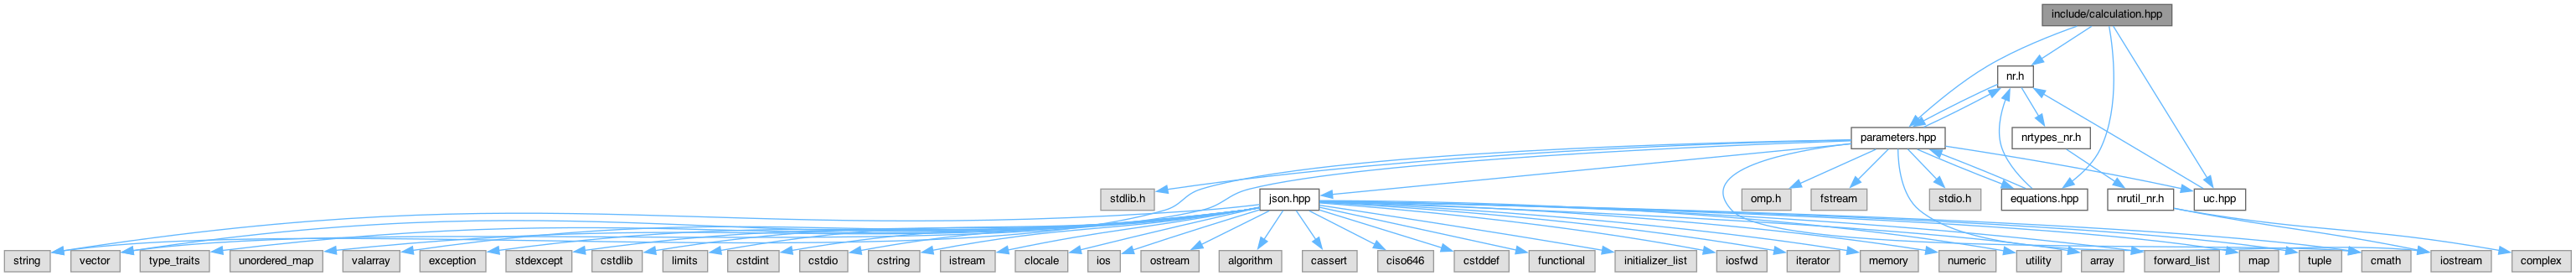 include/calculation.hpp
nr.h
parameters.hpp
nrtypes_nr.h
stdlib.h
json.hpp
omp.h
fstream
stdio.h
equations.hpp
nrutil_nr.h
uc.hpp
string
vector
type_traits
unordered_map
valarray
exception
stdexcept
cstdlib
limits
cstdint
cstdio
cstring
istream
clocale
ios
ostream
algorithm
cassert
ciso646
cstddef
functional
initializer_list
iosfwd
iterator
memory
numeric
utility
array
forward_list
map
tuple
cmath
iostream
complex